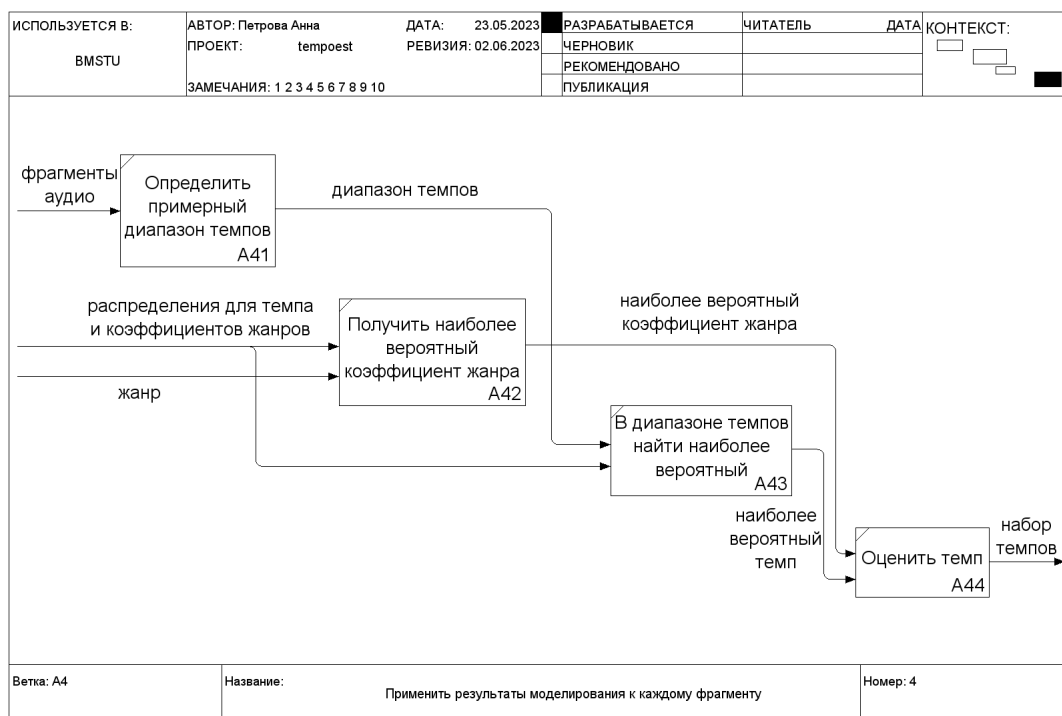 ИСПОЛЬЗУЕТСЯ В:
BMSTU
АВТОР: Петрова Анна
ДАТА: 23.05.2023
ПРОЕКТ: tempoest
РЕВИЗИЯ: 02.06.2023
ЗАМЕЧАНИЯ: 1 2 3 4 5 6 7 8 9 10
РАЗРАБАТЫВАЕТСЯ
ЧЕРНОВИК
РЕКОМЕНДОВАНО
ПУБЛИКАЦИЯ
ЧИТАТЕЛЬ
ДАТА
КОНТЕКСТ:
фрагменты
аудио
Определить
примерный
диапазон темпов
A41
диапазон темпов
распределения для темпа
и коэффициентов жанров
жанр
Получить наиболее
вероятный
коэффициент жанра
A42
наиболее вероятный
коэффициент жанра
В диапазоне темпов
найти наиболее
вероятный
A43
наиболее
вероятный
темп
Оценить темп
A44
набор
темпов
Ветка: A4
Название:
Применить результаты моделирования к каждому фрагменту
Номер: 4